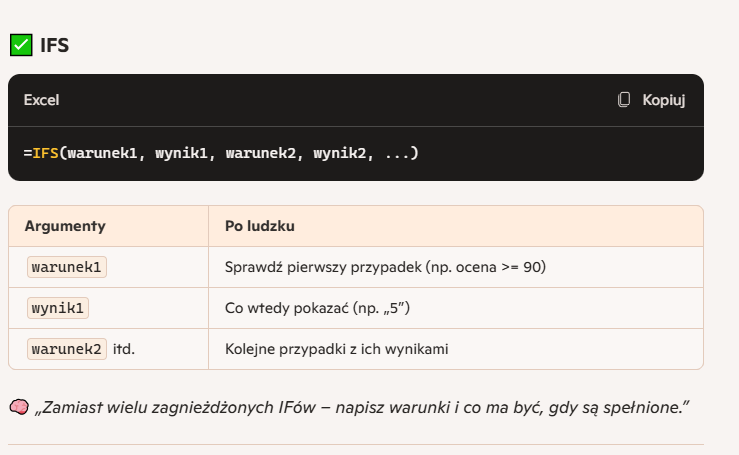 ✅ IFS
Excel
Kopiuj
=IFS(warunek1, wynik1, warunek2, wynik2, ...)
Argumenty Po ludzku
warunek1 Sprawdź pierwszy przypadek (np. ocena >= 90)
wynik1 Co wtedy pokazać (np. „5”)
warunek2 itd. Kolejne przypadki z ich wynikami
🧠 „Zamiast wielu zagnieżdżonych IFów – napisz warunki i co ma być, gdy są spełnione.”